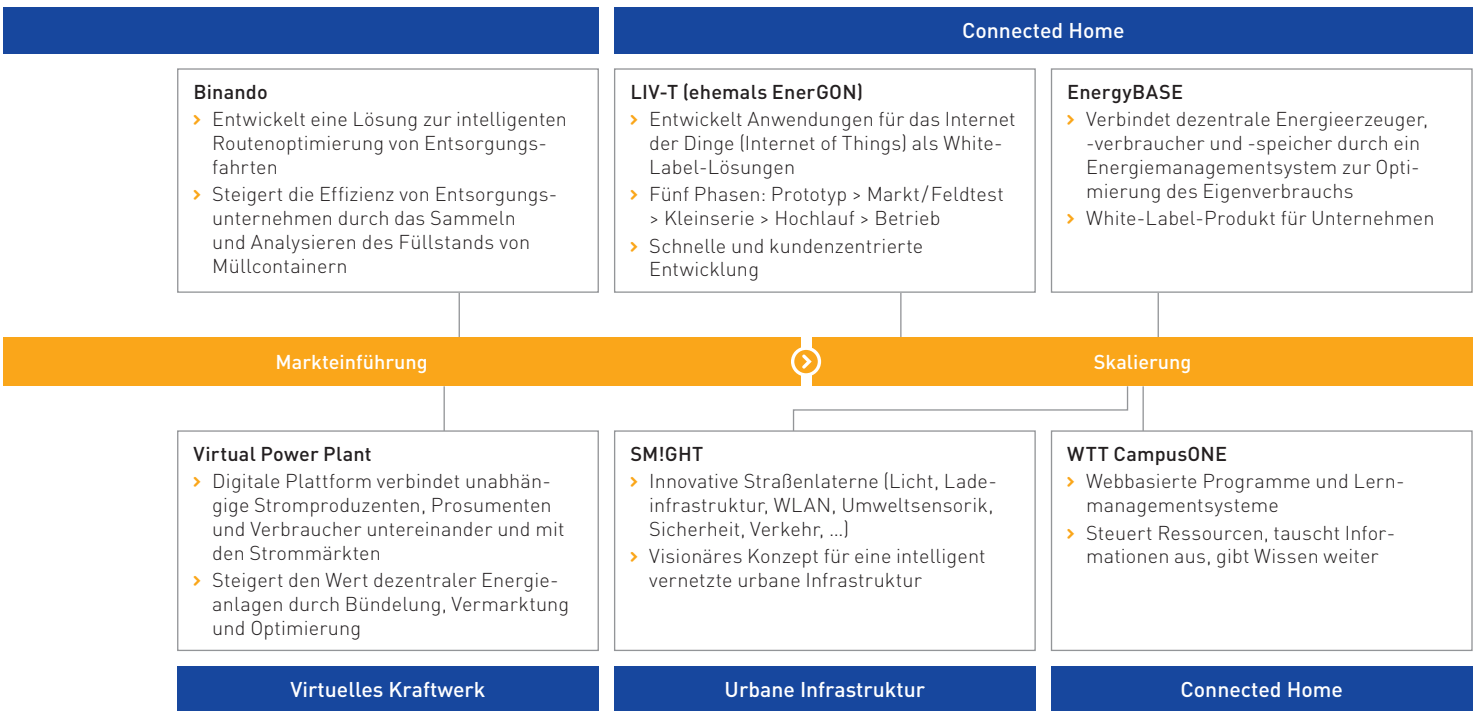 Connected Home
Binando
› Entwickelt eine Lösung zur intelligenten
Routenoptimierung von Entsorgungs-
fahrten
› Steigert die Effizienz von Entsorgungs-
unternehmen durch das Sammeln
und Analysieren des Füllstands von
Müllcontainern
LIV-T (ehemals EnerGON)
› Entwickelt Anwendungen für das Internet
der Dinge (Internet of Things) als White-
Label-Lösungen
› Fünf Phasen: Prototyp > Markt/Feldtest
> Kleinserie > Hochlauf > Betrieb
› Schnelle und kundenzentrierte
Entwicklung
EnergyBASE
› Verbindet dezentrale Energieerzeuger,
-verbraucher und -speicher durch ein
Energiemanagementsystem zur Opti-
mierung des Eigenverbrauchs
› White-Label-Produkt für Unternehmen
Markteinführung
Skalierung
Virtual Power Plant
› Digitale Plattform verbindet unabhän-
gige Stromproduzenten, Prosumenten
und Verbraucher untereinander und mit
den Strommärkten
› Steigert den Wert dezentraler Energie-
anlagen durch Bündelung, Vermarktung
und Optimierung
SM!GHT
› Innovative Straßenlaterne (Licht, Lade-
infrastruktur, WLAN, Umweltsensorik,
Sicherheit, Verkehr, …)
› Visionäres Konzept für eine intelligent
vernetzte urbane Infrastruktur
WTT CampusONE
› Webbasierte Programme und Lern-
managementsysteme
› Steuert Ressourcen, tauscht Infor-
mationen aus, gibt Wissen weiter
Virtuelles Kraftwerk
Urbane Infrastruktur
Connected Home